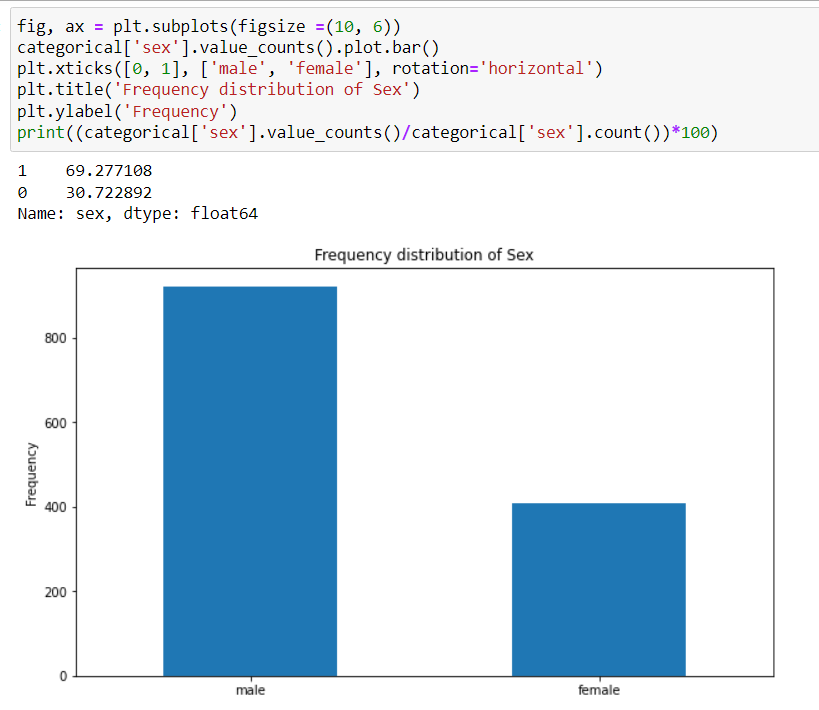 fig, ax = plt.subplots(figsize =(10, 6))
categorical['sex'].value_counts().plot.bar()
plt.xticks([0, 1], ['male', 'female'], rotation='horizontal')
plt.title('Frequency distribution of Sex')
plt.ylabel('Frequency')
print((categorical['sex'].value_counts()/categorical['sex'].count())*100)
1    69.277108
0    30.722892
Name: sex, dtype: float64
Frequency distribution of Sex
800
600
400
200
0
Frequency
male
female